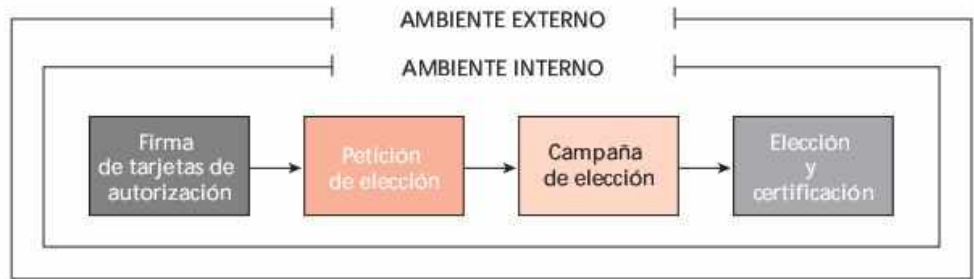 AMBIENTE EXTERNO
AMBIENTE INTERNO
Firma
de tarjetas de
autorización
Petición
de elección
Campaña
de elección
Elección
y
certificación